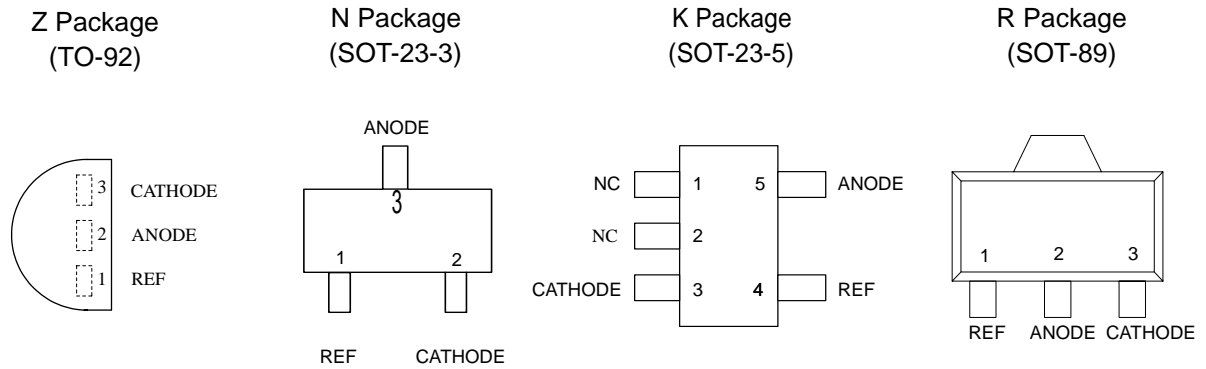 Z Package
(TO-92)
3 CATHODE
2 ANODE
1 REF
N Package
(SOT-23-3)
ANODE
3
1 2
REF CATHODE
K Package
(SOT-23-5)
NC 1 5 ANODE
NC 2
CATHODE 3 4 REF
R Package
(SOT-89)
1 2 3
REF ANODE CATHODE